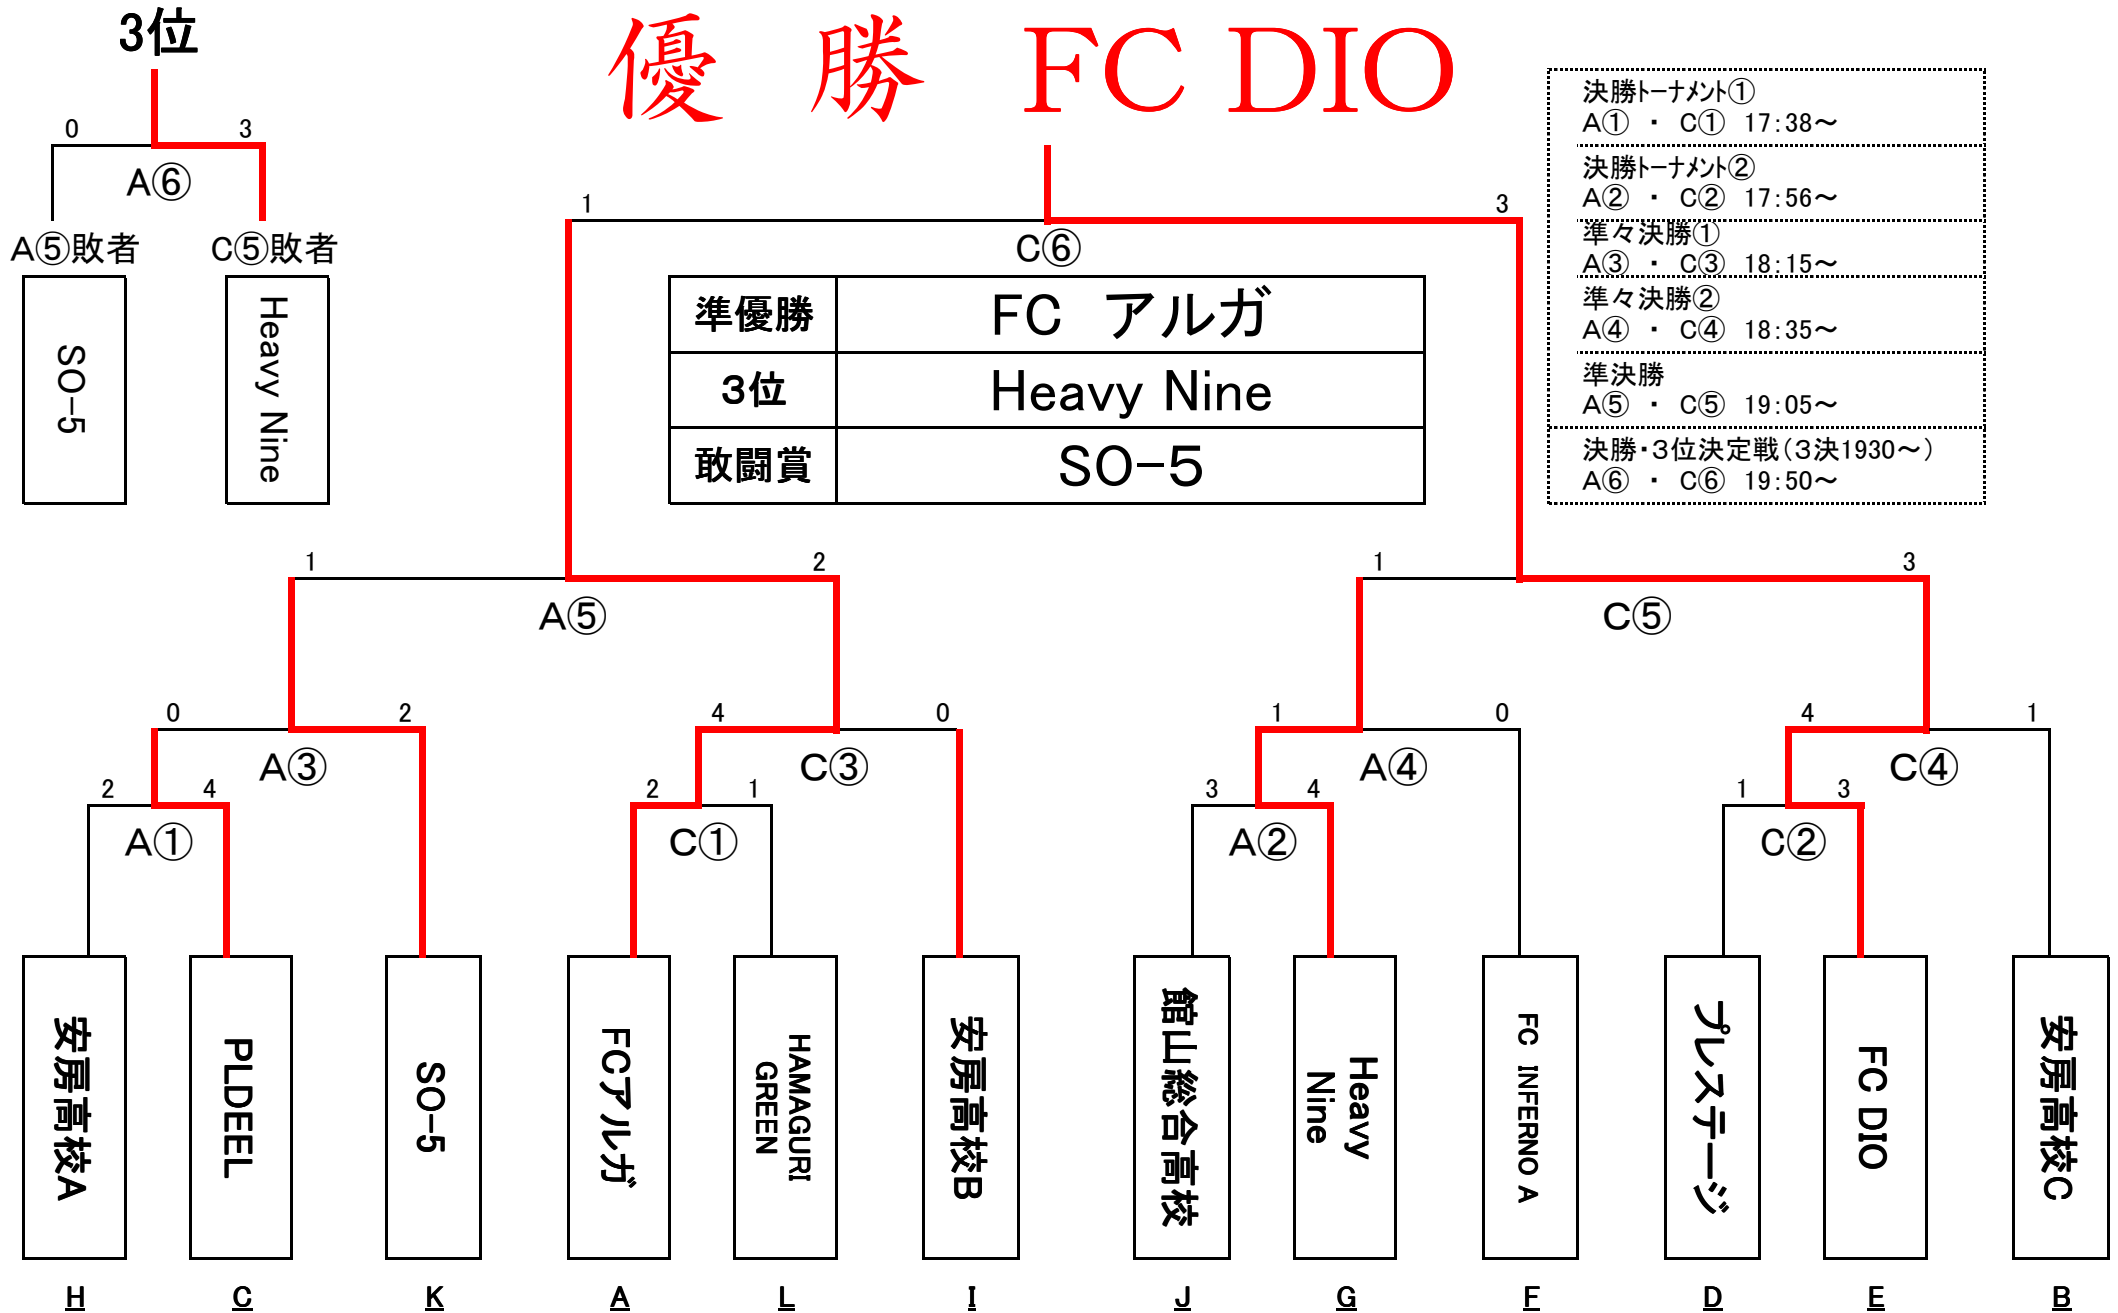 3位
優 勝 FC DIO
決勝トーナメント①
A① ・ C① 17:38～
決勝トーナメント②
A② ・ C② 17:56～
準々決勝①
A③ ・ C③ 18:15～
準々決勝②
A④ ・ C④ 18:35～
準決勝
A⑤ ・ C⑤ 19:05～
決勝・3位決定戦(3決1930～)
A⑥ ・ C⑥ 19:50～
0 3
A⑥
A⑤敗者 C⑤敗者
SO-5
Heavy Nine
1 3
C⑥
準優勝 FC アルガ
3位 Heavy Nine
敢闘賞 SO-5
1 2 1 3
A⑤ C⑤
0 2 4 0 1 0 4 1
A③ C③ A④ C④
2 4 2 1 3 4 1 3
A① C① A② C②
安房高校A
PLDEEL
SO-5
FCアルガ
HAMAGURI
GREEN
安房高校B
館山総合高校
Heavy
Nine
FC INFERNO A
プレステージ
FC DIO
安房高校C
H C K A L I J G F D E B